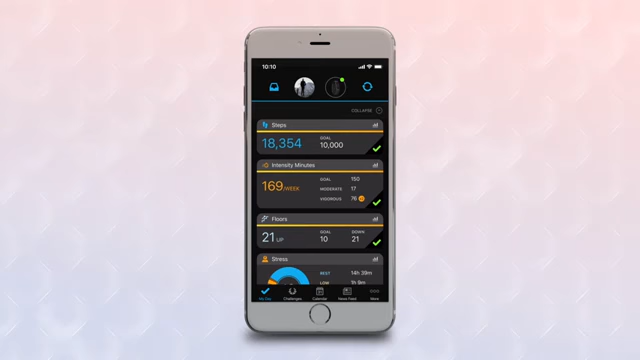 10:10
COLLAPSE
Steps
18,354
GOAL
10,000
Intensity Minutes
169/WEEK
GOAL 150
MODERATE 17
VIGOROUS 76
Floors
21 UP
GOAL
10
DOWN
21
Stress
REST 14h 39m
LOW 1h
My Day Challenges Calendar News Feed More